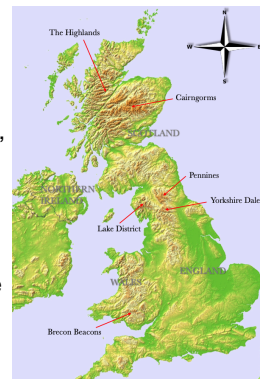 N
The Highlands
W
E
S
Cairngorms
,
SCOTLAND
Pennines
NORTHERN
IRELAND
Yorkshire Dale
Lake District
ENGLAND
WALES
e
Brecon Beacons